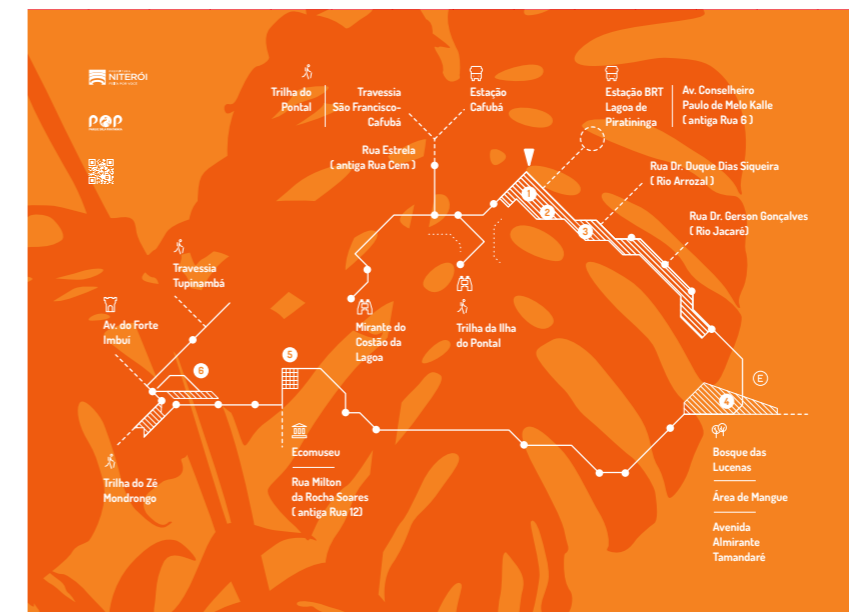 NITERÓI
POP
Trilha do
Pontal
Travessia
São Francisco-
Cafubá
Estação
Cafubá
Estação BRT
Lagoa de
Piratininga
Av. Conselheiro
Paulo de Melo Kalle
( antiga Rua 6 )
Rua Estrela
( antiga Rua Cem )
Rua Dr. Duque Dias Siqueira
( Rio Arrozal )
Rua Dr. Gerson Gonçalves
( Rio Jacaré)
1
2
3
Travessia
Tupinambá
Av. do Forte
Imbuí
Mirante do
Costão da
Lagoa
Trilha da Ilha
do Pontal
6
5
E
4
Ecomuseu
Rua Milton
da Rocha Soares
( antiga Rua 12)
Trilha do Zé
Mondrongo
Bosque das
Lucenas
Área de Mangue
Avenida
Almirante
Tamandaré